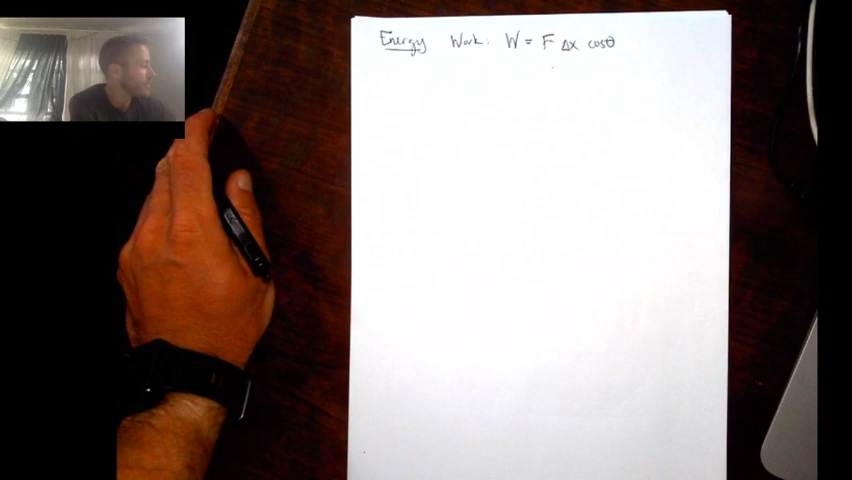 Energy Work: W = F Δx cosθ